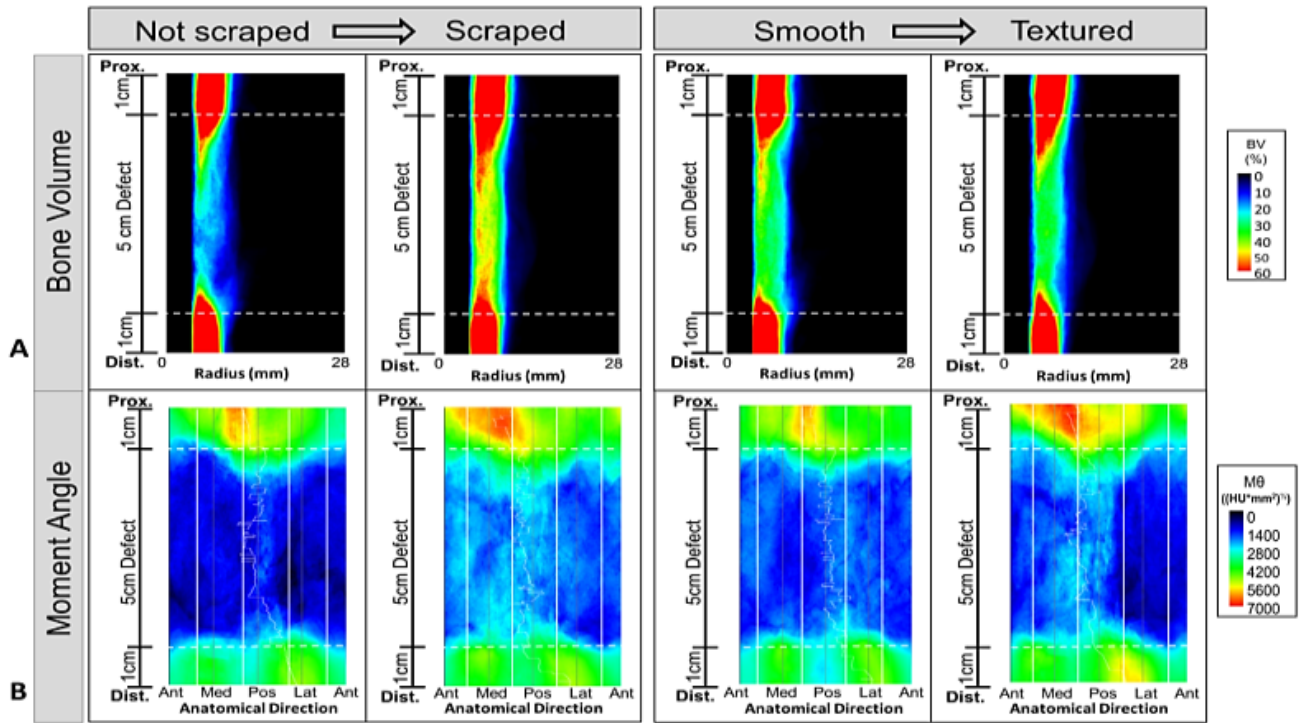 Not scraped
Scraped
Smooth
Textured
Bone Volume
A
Prox.
1cm
5 cm Defect
1cm
Dist.
0
28
Radius (mm)
Prox.
1cm
5 cm Defect
1cm
Dist.
0
28
Radius (mm)
Prox.
1cm
5 cm Defect
1cm
Dist.
0
28
Radius (mm)
Prox.
1cm
5 cm Defect
1cm
Dist.
0
28
Radius (mm)
BV
(%)
0
10
20
30
40
50
60
Moment Angle
B
Prox.
1cm
5cm Defect
1cm
Dist.
Ant Med Pos Lat Ant
Anatomical Direction
Prox.
1cm
5cm Defect
1cm
Dist.
Ant Med Pos Lat Ant
Anatomical Direction
Prox.
1cm
5cm Defect
1cm
Dist.
Ant Med Pos Lat Ant
Anatomical Direction
Prox.
1cm
5cm Defect
1cm
Dist.
Ant Med Pos Lat Ant
Anatomical Direction
Mθ
0
1400
2800
4200
5600
7000